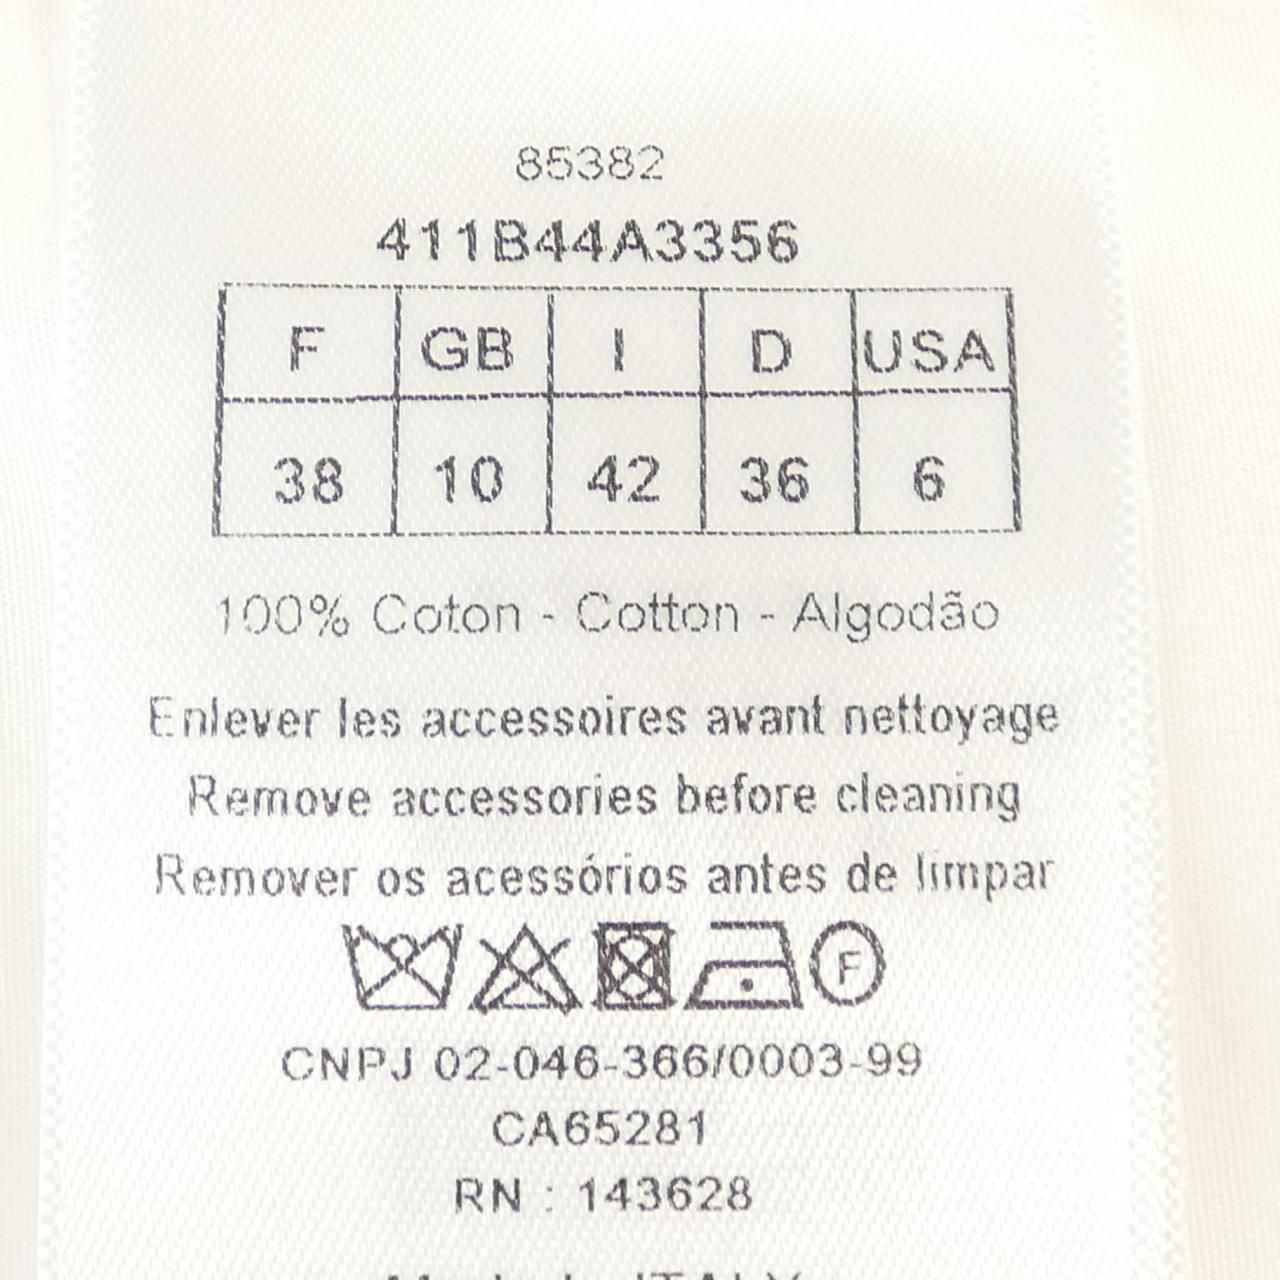 85382
411B44A3356
F GB I D USA
38 10 42 36 6
100% Coton - Cotton - Algodão
Enlever les accessoires avant nettoyage
Remove accessories before cleaning
Remover os acessórios antes de limpar
F
CNPJ 02-046-366/0003-99
CA65281
RN : 143628
ITALY